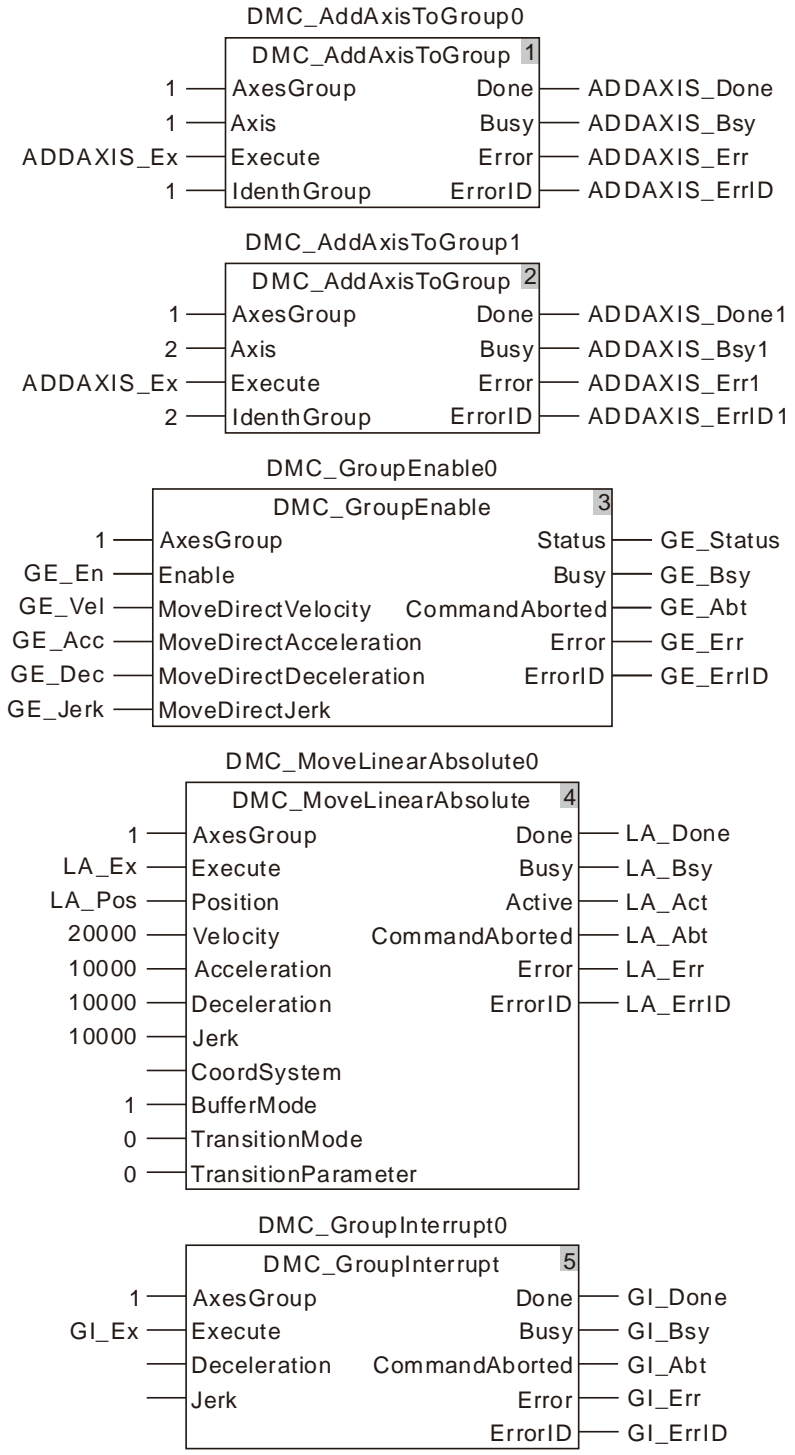 DMC_AddAxisToGroup0
DMC_AddAxisToGroup 1
1 AxesGroup Done ADDAXIS_Done
1 Axis Busy ADDAXIS_Bsy
ADDAXIS_Ex Execute Error ADDAXIS_Err
1 IdenthGroup ErrorID ADDAXIS_ErrID
DMC_AddAxisToGroup1
DMC_AddAxisToGroup 2
1 AxesGroup Done ADDAXIS_Done1
2 Axis Busy ADDAXIS_Bsy1
ADDAXIS_Ex Execute Error ADDAXIS_Err1
2 IdenthGroup ErrorID ADDAXIS_ErrID1
DMC_GroupEnable0
DMC_GroupEnable 3
1 AxesGroup Status GE_Status
GE_En Enable Busy GE_Bsy
GE_Vel MoveDirectVelocity CommandAborted GE_Abt
GE_Acc MoveDirectAcceleration Error GE_Err
GE_Dec MoveDirectDeceleration ErrorID GE_ErrID
GE_Jerk MoveDirectJerk
DMC_MoveLinearAbsolute0
DMC_MoveLinearAbsolute 4
1 AxesGroup Done LA_Done
LA_Ex Execute Busy LA_Bsy
LA_Pos Position Active LA_Act
20000 Velocity CommandAborted LA_Abt
10000 Acceleration Error LA_Err
10000 Deceleration ErrorID LA_ErrID
10000 Jerk
CoordSystem
1 BufferMode
0 TransitionMode
0 TransitionParameter
DMC_GroupInterrupt0
DMC_GroupInterrupt 5
1 AxesGroup Done GI_Done
GI_Ex Execute Busy GI_Bsy
Deceleration CommandAborted GI_Abt
Jerk Error GI_Err
ErrorID GI_ErrID